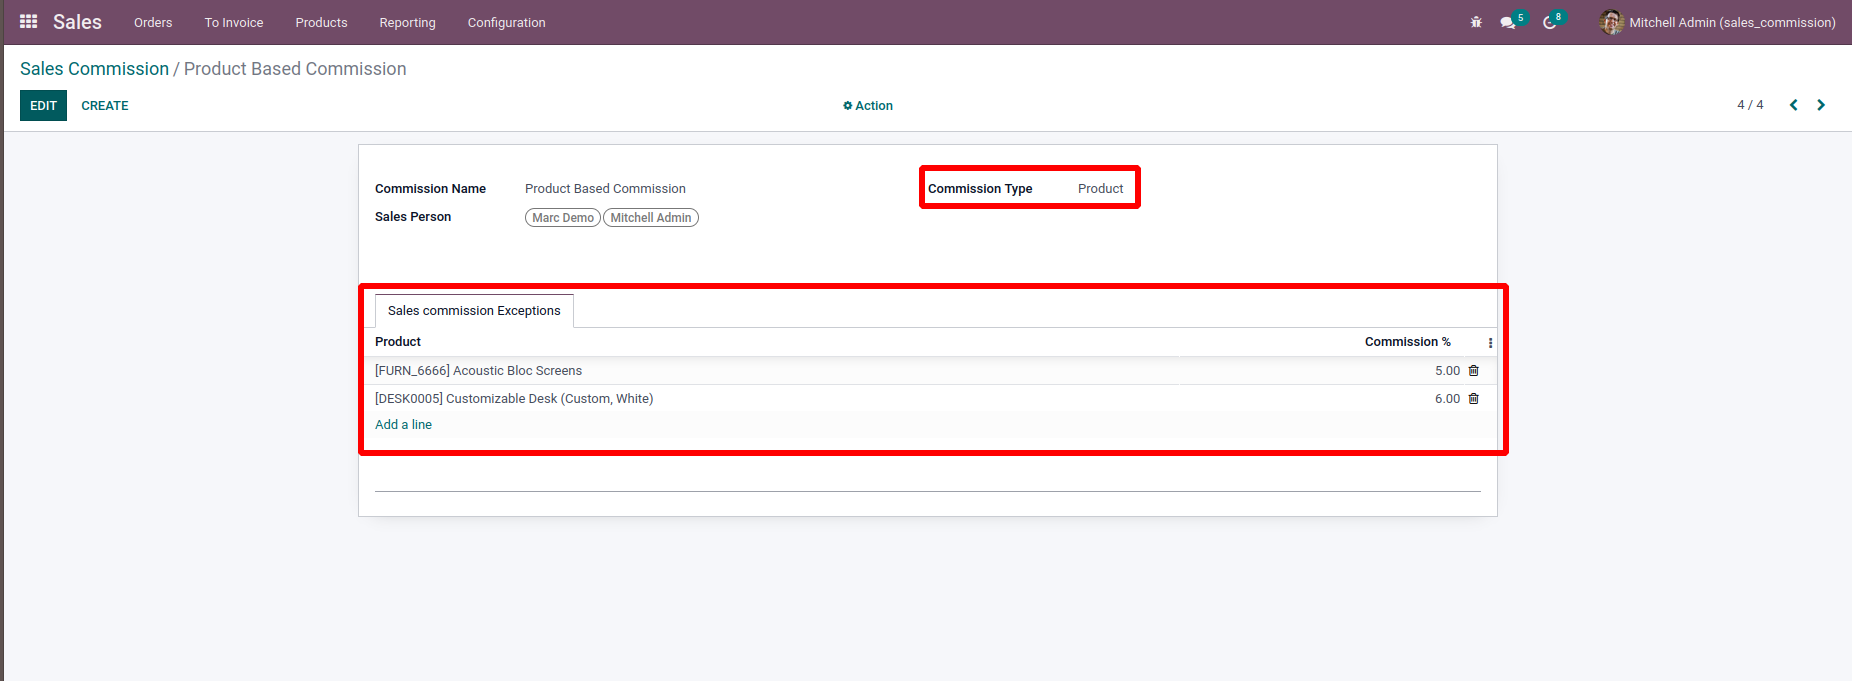 Sales Orders To Invoice Products Reporting Configuration 5 8 Mitchell Admin (sales_commission)
Sales Commission / Product Based Commission
EDIT CREATE Action 4 / 4
Commission Name Product Based Commission Commission Type Product
Sales Person Marc Demo Mitchell Admin
Sales commission Exceptions
Product Commission %
[FURN_6666] Acoustic Bloc Screens 5.00
[DESK0005] Customizable Desk (Custom, White) 6.00
Add a line